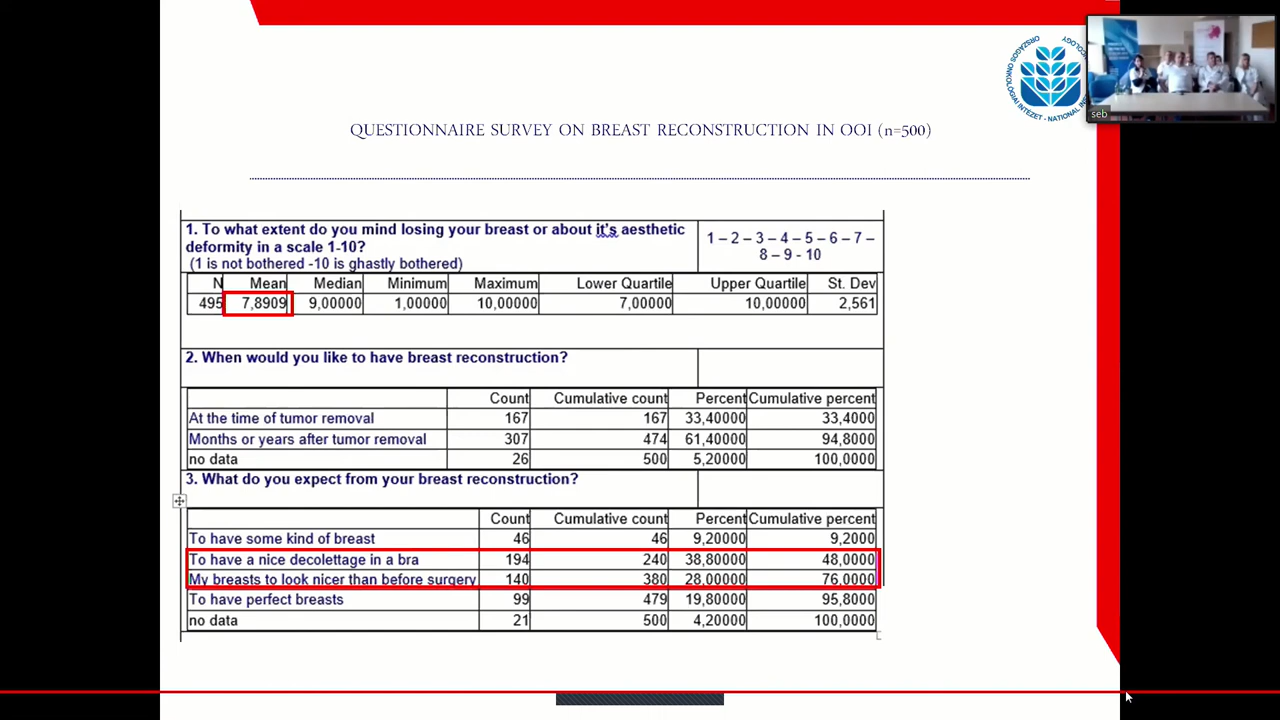 ORSZÁGOS ONKOLÓGIAI INTÉZET - NATIONAL
ONCOLOGY
seb
QUESTIONNAIRE SURVEY ON BREAST RECONSTRUCTION IN OOI (n=500)
1. To what extent do you mind losing your breast or about it's aesthetic
deformity in a scale 1-10?
(1 is not bothered -10 is ghastly bothered)
1 – 2 – 3 – 4 – 5 – 6 – 7 –
8 – 9 - 10
N Mean Median Minimum Maximum Lower Quartile Upper Quartile St. Dev
495 7,8909 9,00000 1,00000 10,00000 7,00000 10,00000 2,561
2. When would you like to have breast reconstruction?
Count Cumulative count Percent Cumulative percent
At the time of tumor removal 167 167 33,40000 33,4000
Months or years after tumor removal 307 474 61,40000 94,8000
no data 26 500 5,20000 100,0000
3. What do you expect from your breast reconstruction?
Count Cumulative count Percent Cumulative percent
To have some kind of breast 46 46 9,20000 9,2000
To have a nice decolettage in a bra 194 240 38,80000 48,0000
My breasts to look nicer than before surgery 140 380 28,00000 76,0000
To have perfect breasts 99 479 19,80000 95,8000
no data 21 500 4,20000 100,0000